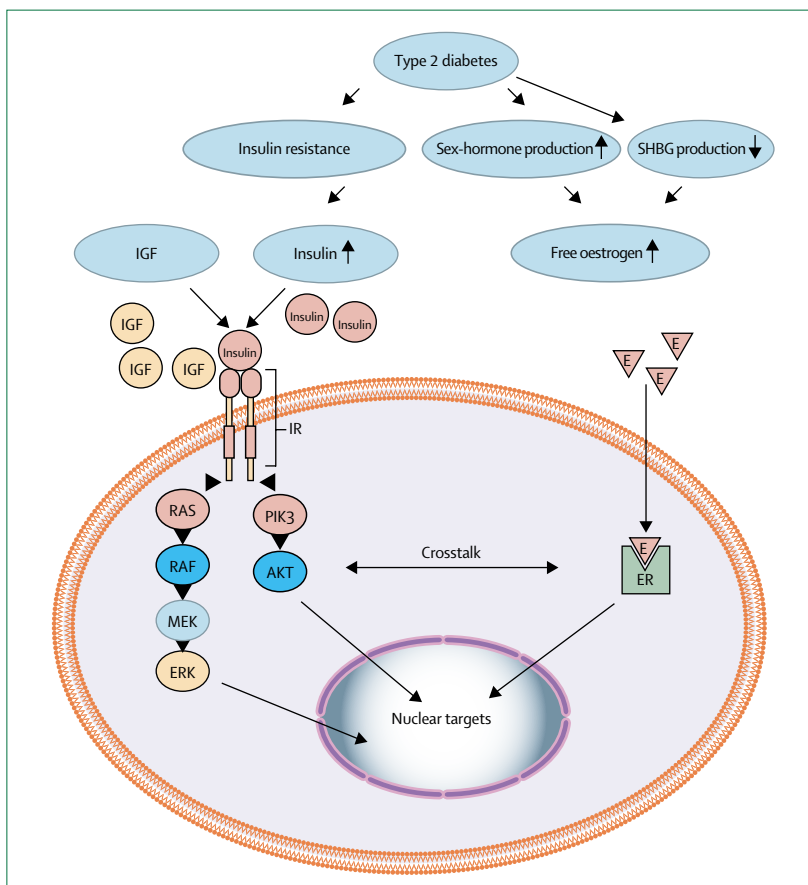 Type 2 diabetes
Insulin resistance
Sex-hormone production
SHBG production
IGF
Insulin
Free oestrogen
IGF
Insulin
Insulin
IGF
IGF
Insulin
E
E
E
IR
RAS
PIK3
RAF
AKT
Crosstalk
E
ER
MEK
ERK
Nuclear targets